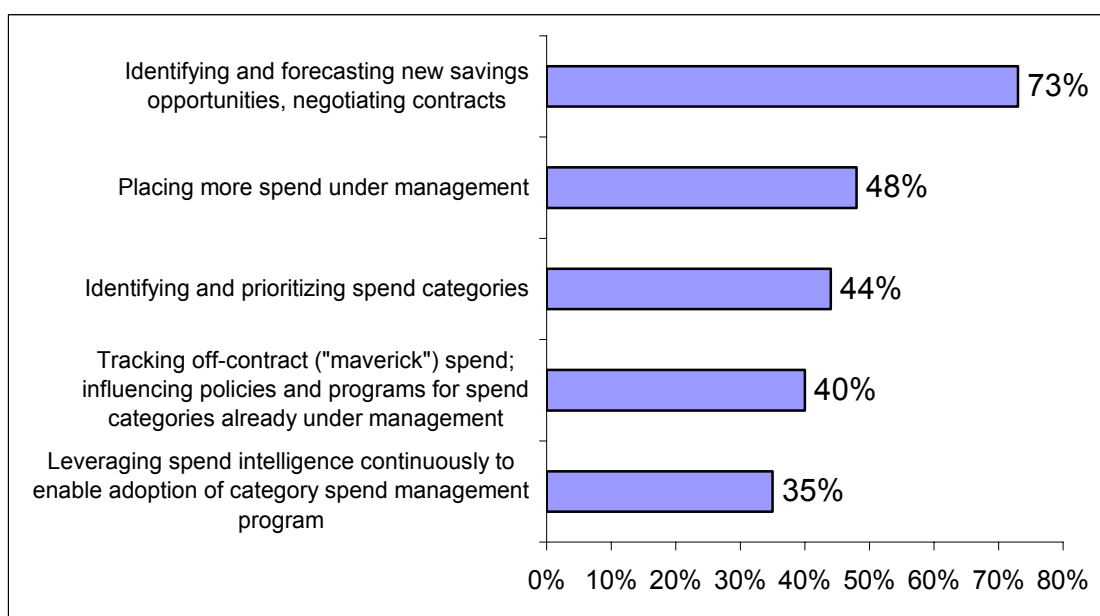 Identifying and forecasting new savings
opportunities, negotiating contracts
73%
Placing more spend under management
48%
Identifying and prioritizing spend categories
44%
Tracking off-contract ("maverick") spend;
influencing policies and programs for spend
categories already under management
40%
Leveraging spend intelligence continuously to
enable adoption of category spend management
program
35%
0% 10% 20% 30% 40% 50% 60% 70% 80%